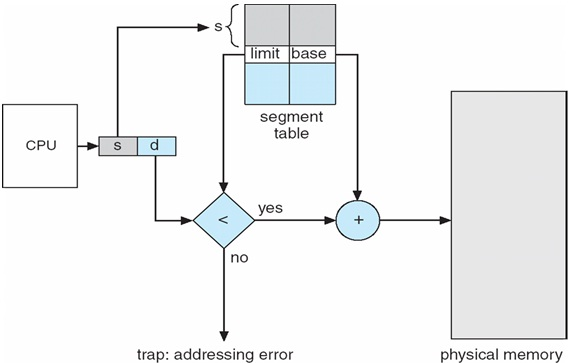 s
limit base
segment
table
CPU
s d
<
yes
+
no
trap: addressing error
physical memory